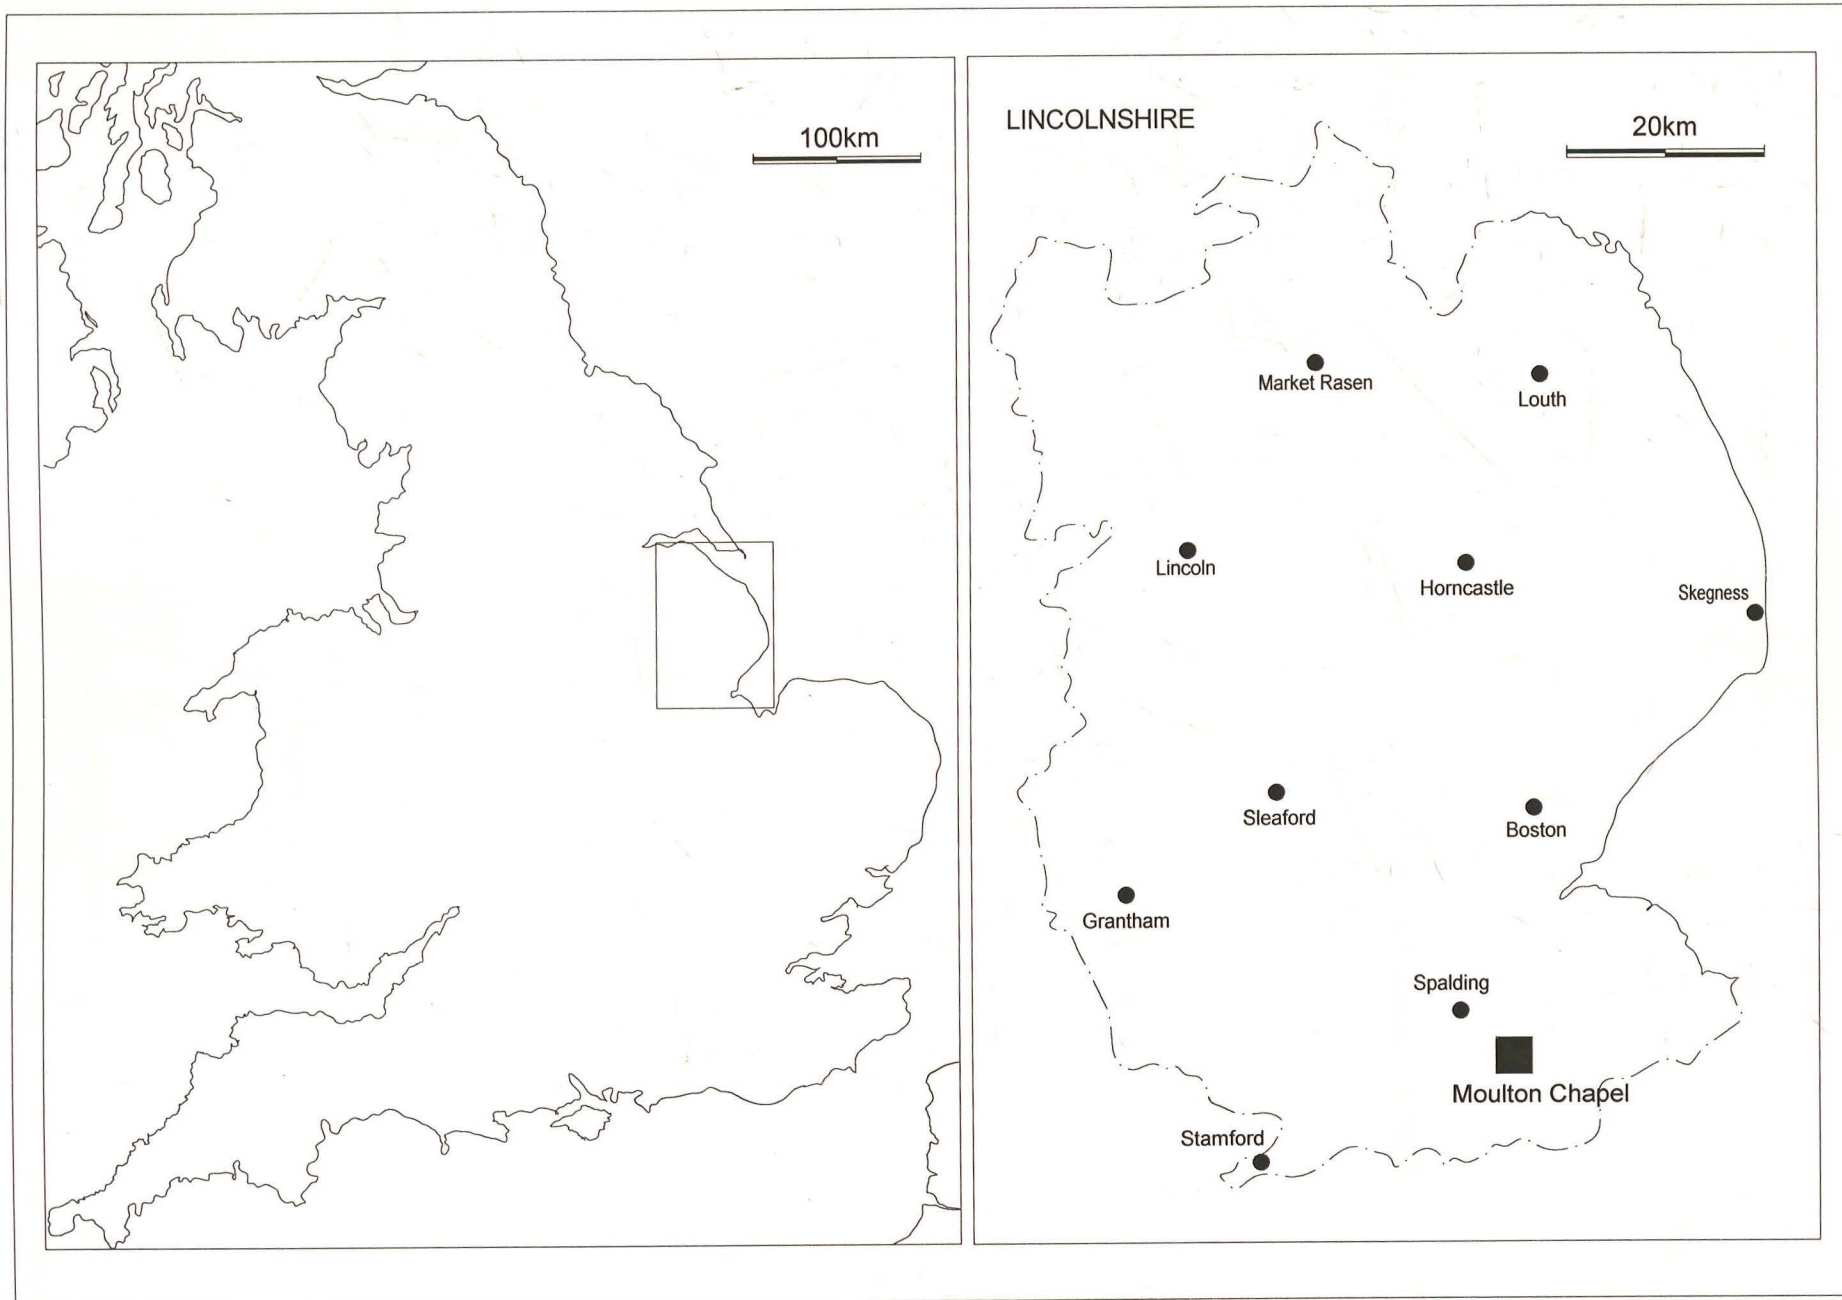 100km
LINCOLNSHIRE
20km
Market Rasen
Louth
Lincoln
Horncastle
Skegness
Sleaford
Boston
Grantham
Spalding
Moulton Chapel
Stamford